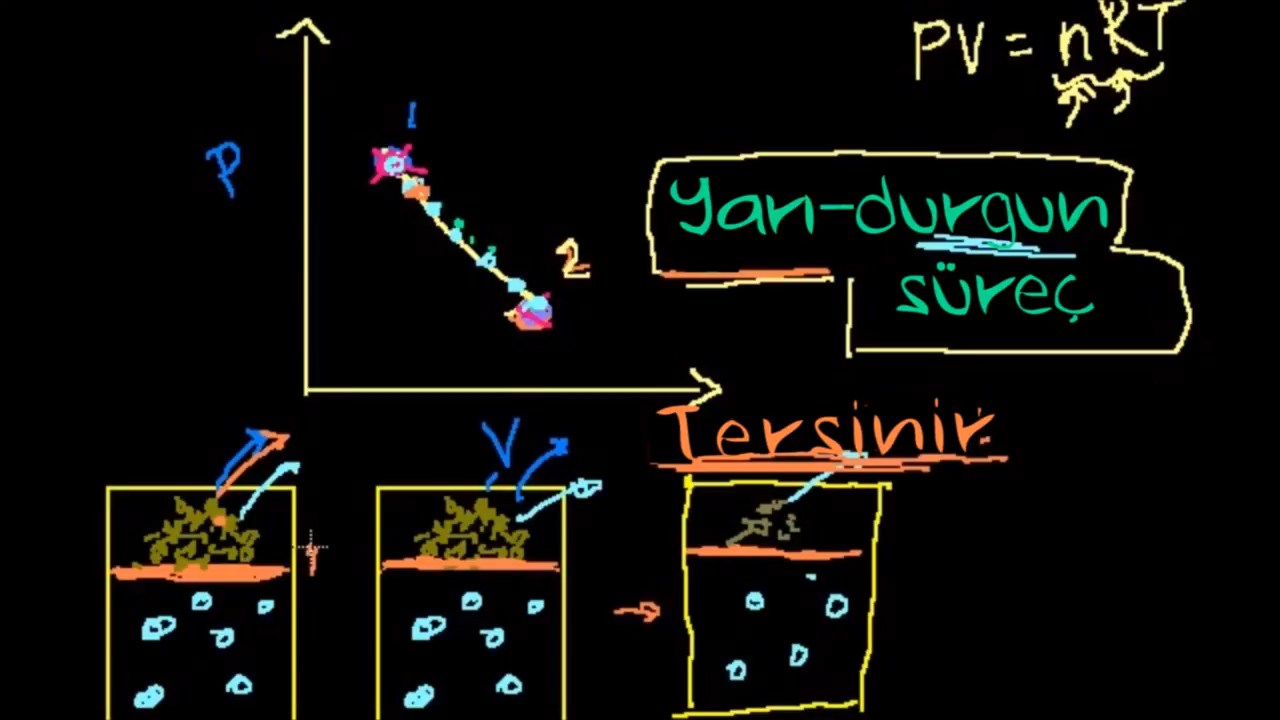 PV = nRT
1
P
Yarı-durgun
süreç
2
Tersinir
V